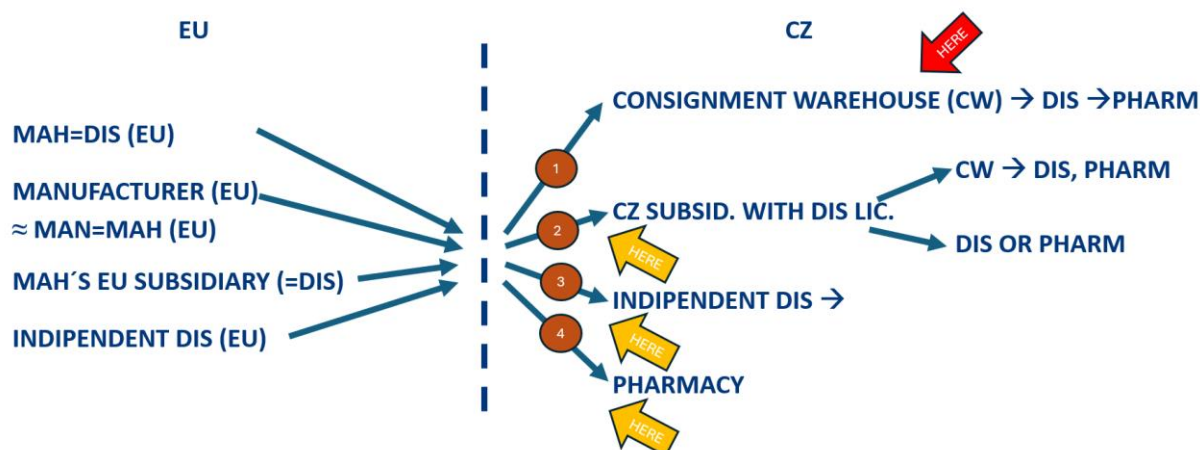 EU
CZ
HERE
CONSIGNMENT WAREHOUSE (CW) → DIS →PHARM
MAH=DIS (EU)
1
CW → DIS, PHARM
MANUFACTURER (EU)
≈ MAN=MAH (EU)
2
CZ SUBSID. WITH DIS LIC.
HERE
DIS OR PHARM
MAH´S EU SUBSIDIARY (=DIS)
3
INDIPENDENT DIS →
HERE
INDIPENDENT DIS (EU)
4
PHARMACY
HERE